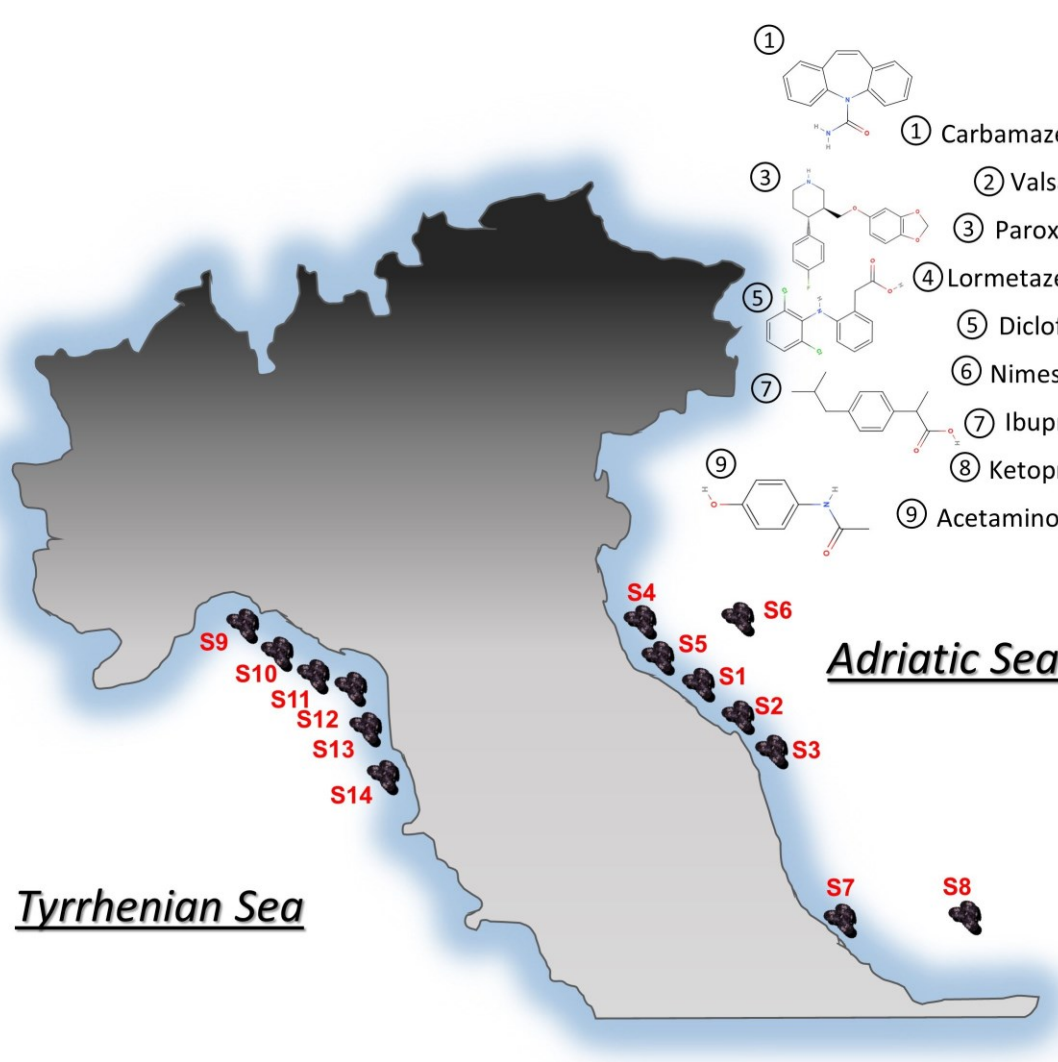 ①
① Carbamaze
③
② Vals
③ Parox
④ Lormetaze
⑤
⑤ Diclof
⑥ Nimes
⑦
⑦ Ibupr
⑨
⑧ Ketopr
⑨ Acetamino
S4
S6
S9
S5
S10
S1
S11
S2
S12
S13
S3
S14
Adriatic Sea
Tyrrhenian Sea
S7
S8